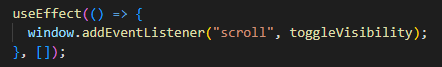 useEffect(() => {
  window.addEventListener("scroll", toggleVisibility);
}, []);